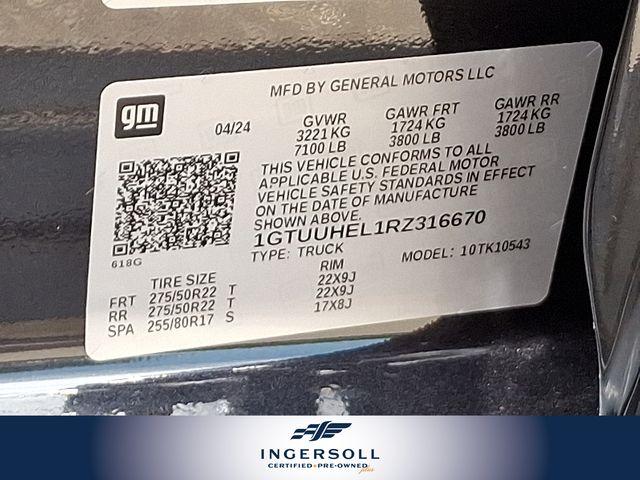 MFD BY GENERAL MOTORS LLC
gm
04/24
GVWR GAWR FRT GAWR RR
3221 KG 1724 KG 1724 KG
7100 LB 3800 LB 3800 LB
THIS VEHICLE CONFORMS TO ALL
APPLICABLE U.S. FEDERAL MOTOR
VEHICLE SAFETY STANDARDS IN EFFECT
ON THE DATE OF MANUFACTURE
SHOWN ABOVE.
1GTUUHEL1RZ316670
TYPE: TRUCK MODEL: 10TK10543
618G
TIRE SIZE RIM
FRT 275/50R22 T 22X9J
RR 275/50R22 T 22X9J
SPA 255/80R17 S 17X8J
INGERSOLL
CERTIFIED • PRE-OWNED plus